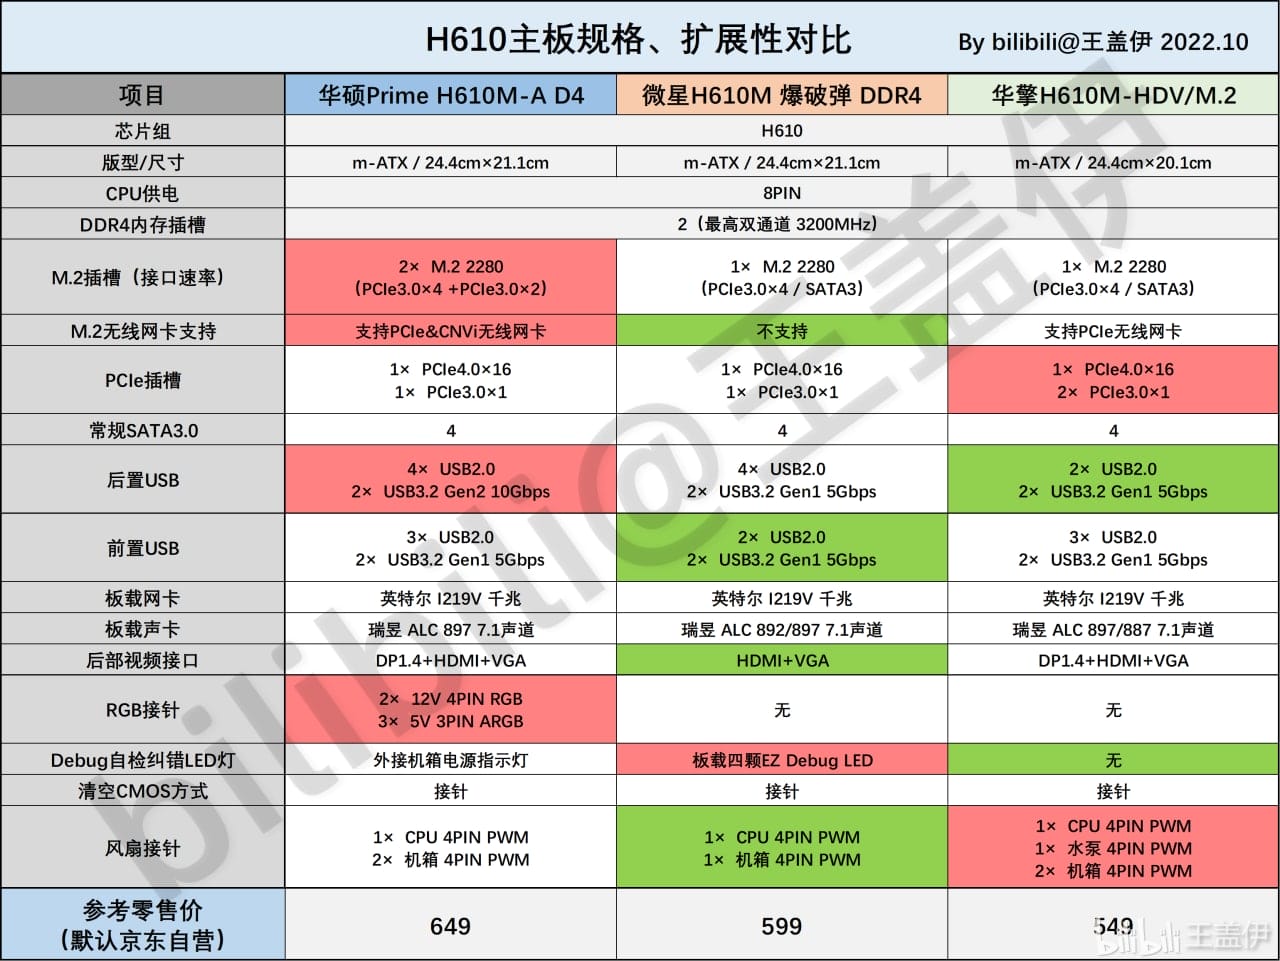 H610主板规格、扩展性对比
By bilibili@王盖伊 2022.10
项目 华硕Prime H610M-A D4 微星H610M 爆破弹 DDR4 华擎H610M-HDV/M.2
芯片组 H610
版型/尺寸 m-ATX / 24.4cm×21.1cm m-ATX / 24.4cm×21.1cm m-ATX / 24.4cm×20.1cm
CPU供电 8PIN
DDR4内存插槽 2（最高双通道 3200MHz）
M.2插槽（接口速率）
2× M.2 2280
（PCIe3.0×4 +PCIe3.0×2）
1× M.2 2280
（PCIe3.0×4 / SATA3）
1× M.2 2280
（PCIe3.0×4 / SATA3）
M.2无线网卡支持 支持PCIe&CNVi无线网卡 不支持 支持PCIe无线网卡
PCIe插槽
1× PCIe4.0×16
1× PCIe3.0×1
1× PCIe4.0×16
1× PCIe3.0×1
1× PCIe4.0×16
2× PCIe3.0×1
常规SATA3.0 4 4 4
后置USB
4× USB2.0
2× USB3.2 Gen2 10Gbps
4× USB2.0
2× USB3.2 Gen1 5Gbps
2× USB2.0
2× USB3.2 Gen1 5Gbps
前置USB
3× USB2.0
2× USB3.2 Gen1 5Gbps
2× USB2.0
2× USB3.2 Gen1 5Gbps
3× USB2.0
2× USB3.2 Gen1 5Gbps
板载网卡 英特尔 I219V 千兆 英特尔 I219V 千兆 英特尔 I219V 千兆
板载声卡 瑞昱 ALC 897 7.1声道 瑞昱 ALC 892/897 7.1声道 瑞昱 ALC 897/887 7.1声道
后部视频接口 DP1.4+HDMI+VGA HDMI+VGA DP1.4+HDMI+VGA
RGB接针
2× 12V 4PIN RGB
3× 5V 3PIN ARGB
无
无
Debug自检纠错LED灯 外接机箱电源指示灯 板载四颗EZ Debug LED 无
清空CMOS方式 接针 接针 接针
风扇接针
1× CPU 4PIN PWM
2× 机箱 4PIN PWM
1× CPU 4PIN PWM
1× 机箱 4PIN PWM
1× CPU 4PIN PWM
1× 水泵 4PIN PWM
2× 机箱 4PIN PWM
参考零售价
（默认京东自营）
649
599
549
bilibili@王盖伊
bilibili 王盖伊